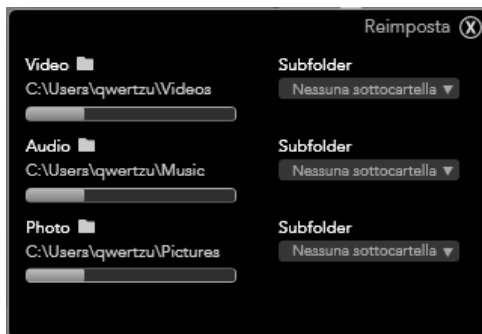 Reimposta X
Video Subfolder
C:\Users\qwertzu\Videos Nessuna sottocartella
Audio Subfolder
C:\Users\qwertzu\Music Nessuna sottocartella
Photo Subfolder
C:\Users\qwertzu\Pictures Nessuna sottocartella